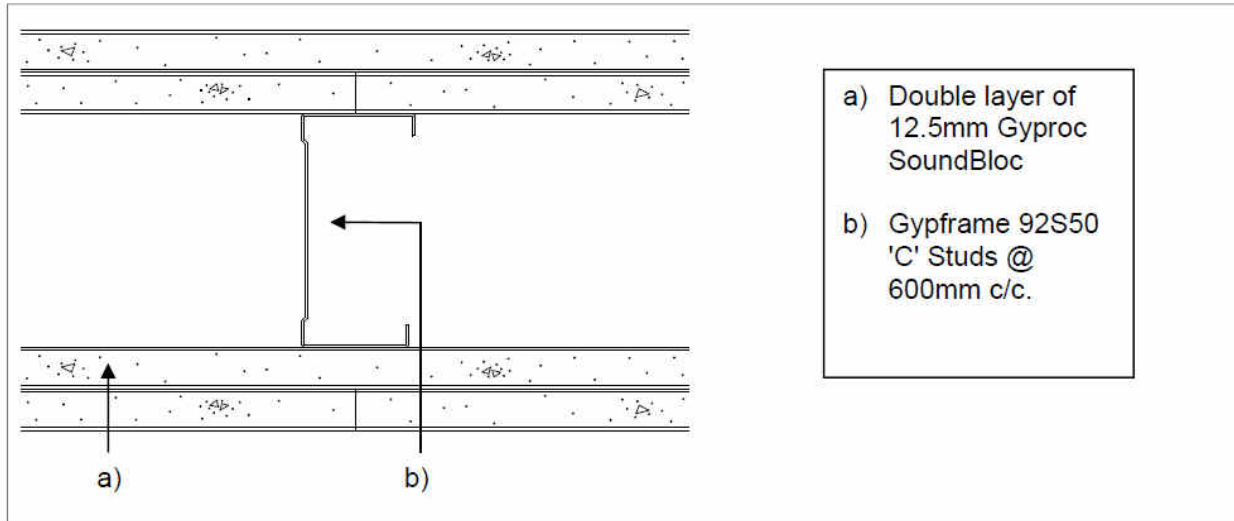 a) Double layer of
12.5mm Gyproc
SoundBloc
b) Gypframe 92S50
'C' Studs @
600mm c/c.
a)
b)